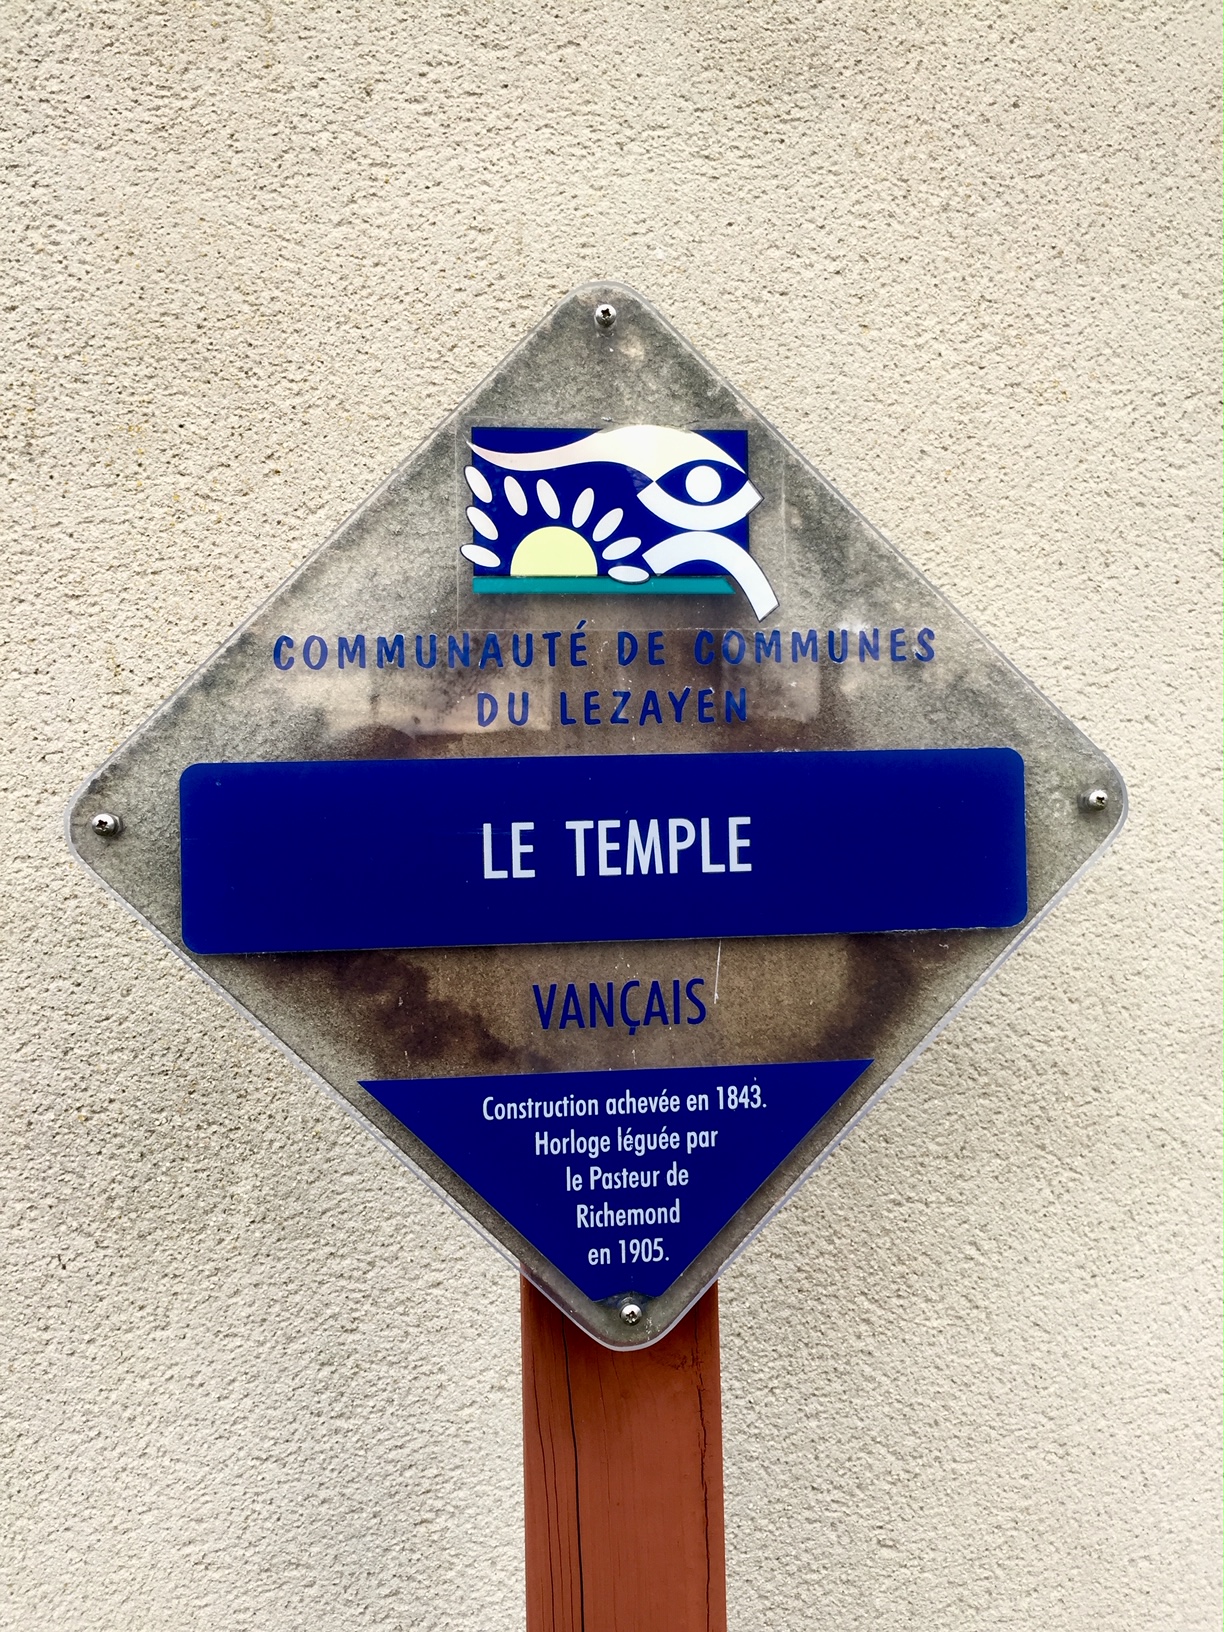 COMMUNAUTÉ DE COMMUNES
DU LEZAYEN
LE TEMPLE
VANÇAIS
Construction achevée en 1843.
Horloge léguée par
le Pasteur de
Richemond
en 1905.